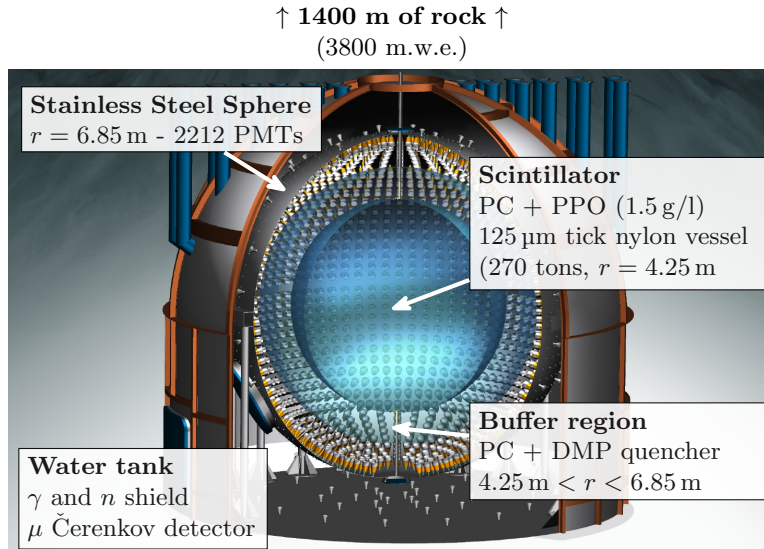 ↑ 1400 m of rock ↑
(3800 m.w.e.)
Stainless Steel Sphere
r = 6.85 m - 2212 PMTs
Scintillator
PC + PPO (1.5 g/l)
125 µm tick nylon vessel
(270 tons, r = 4.25 m
Buffer region
PC + DMP quencher
4.25 m < r < 6.85 m
Water tank
γ and n shield
µ Čerenkov detector